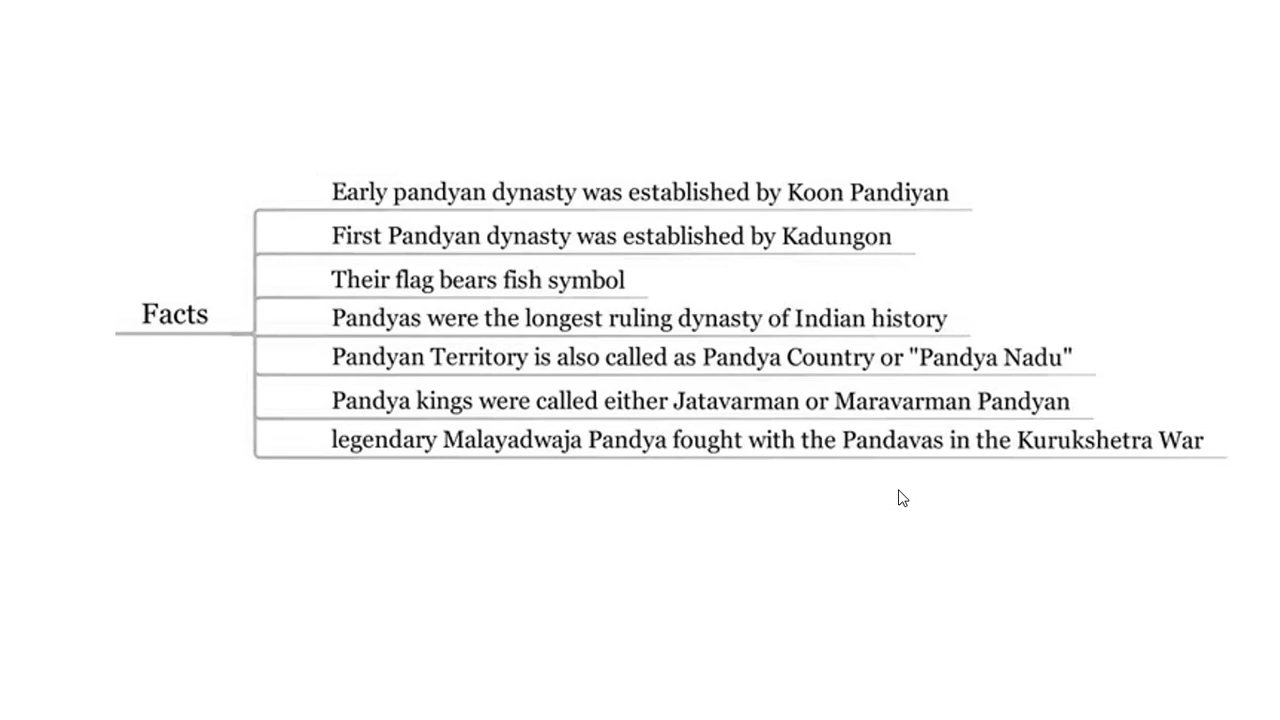 Early pandyan dynasty was established by Koon Pandiyan
First Pandyan dynasty was established by Kadungon
Their flag bears fish symbol
Facts
Pandyas were the longest ruling dynasty of Indian history
Pandyan Territory is also called as Pandya Country or "Pandya Nadu"
Pandya kings were called either Jatavarman or Maravarman Pandyan
legendary Malayadwaja Pandya fought with the Pandavas in the Kurukshetra War